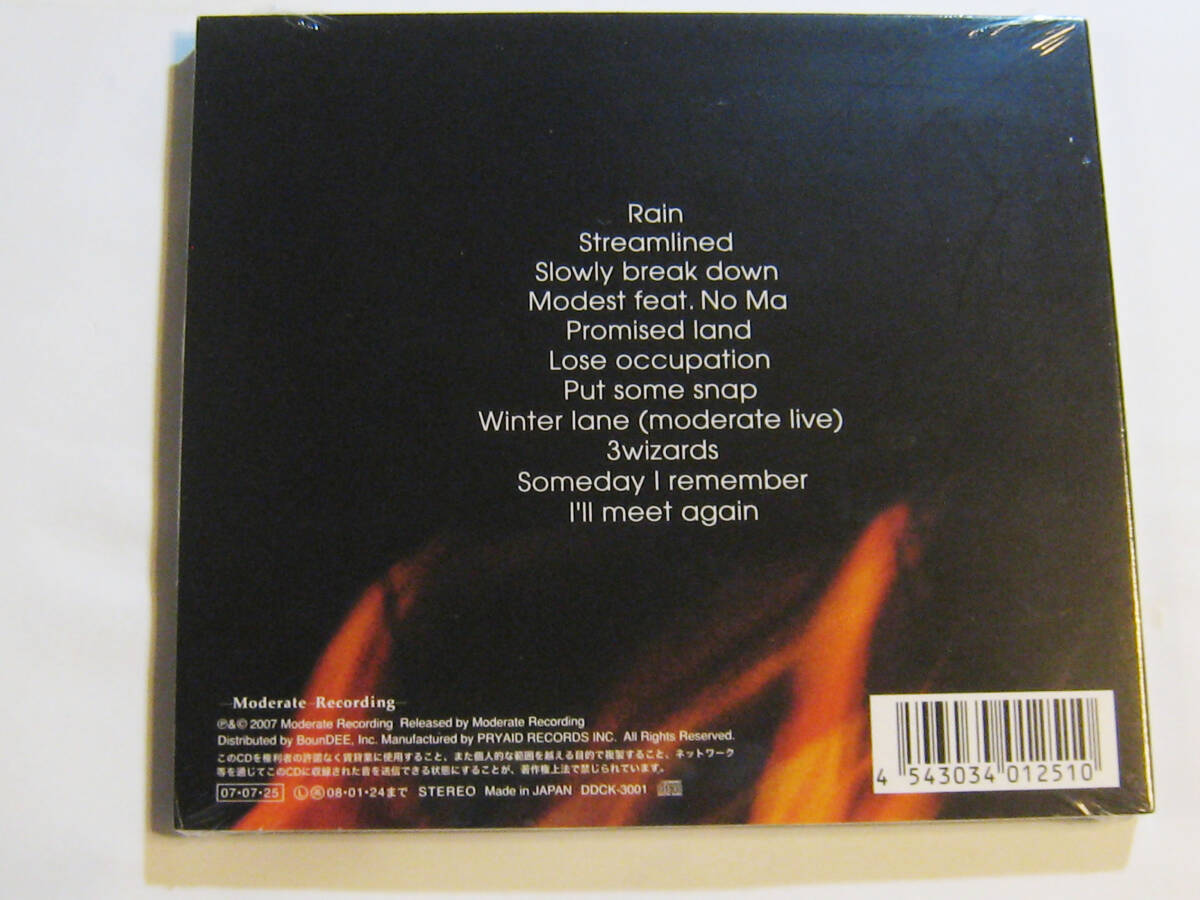 Rain
Streamlined
Slowly break down
Modest feat. No Ma
Promised land
Lose occupation
Put some snap
Winter lane (moderate live)
3wizards
Someday I remember
I'll meet again
Moderate Recording
℗&© 2007 Moderate Recording Released by Moderate Recording
Distributed by BounDEE, Inc. Manufactured by PRYAID RECORDS INC. All Rights Reserved.
このCDを権利者の許諾なく賃貸業に使用すること、また個人的な範囲を越える目的で複製すること、ネットワーク
等を通じてこのCDに収録された音を送信できる状態にすることが、著作権上法で禁じられています。
07・07・25 Ⓛ 08・01・24まで STEREO Made in JAPAN DDCK-3001
4 543034 012510